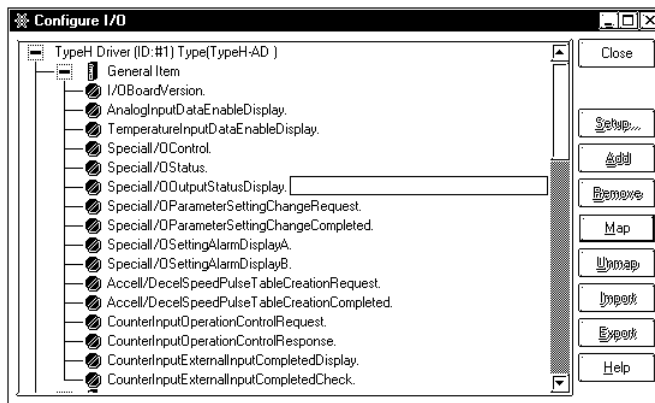 Configure I/O
TypeH Driver (ID:#1) Type(TypeH-AD )
General Item
I/OBoardVersion.
AnalogInputDataEnableDisplay.
TemperatureInputDataEnableDisplay.
SpecialI/OControl.
SpecialI/OStatus.
SpecialI/OOutputStatusDisplay.
SpecialI/OParameterSettingChangeRequest.
SpecialI/OParameterSettingChangeCompleted.
SpecialI/OSettingAlarmDisplayA.
SpecialI/OSettingAlarmDisplayB.
Accell/DecelSpeedPulseTableCreationRequest.
Accell/DecelSpeedPulseTableCreationCompleted.
CounterInputOperationControlRequest.
CounterInputOperationControlResponse.
CounterInputExternalInputCompletedDisplay.
CounterInputExternalInputCompletedCheck.
Close
Setup...
Add
Remove
Map
Unmap
Import
Export
Help